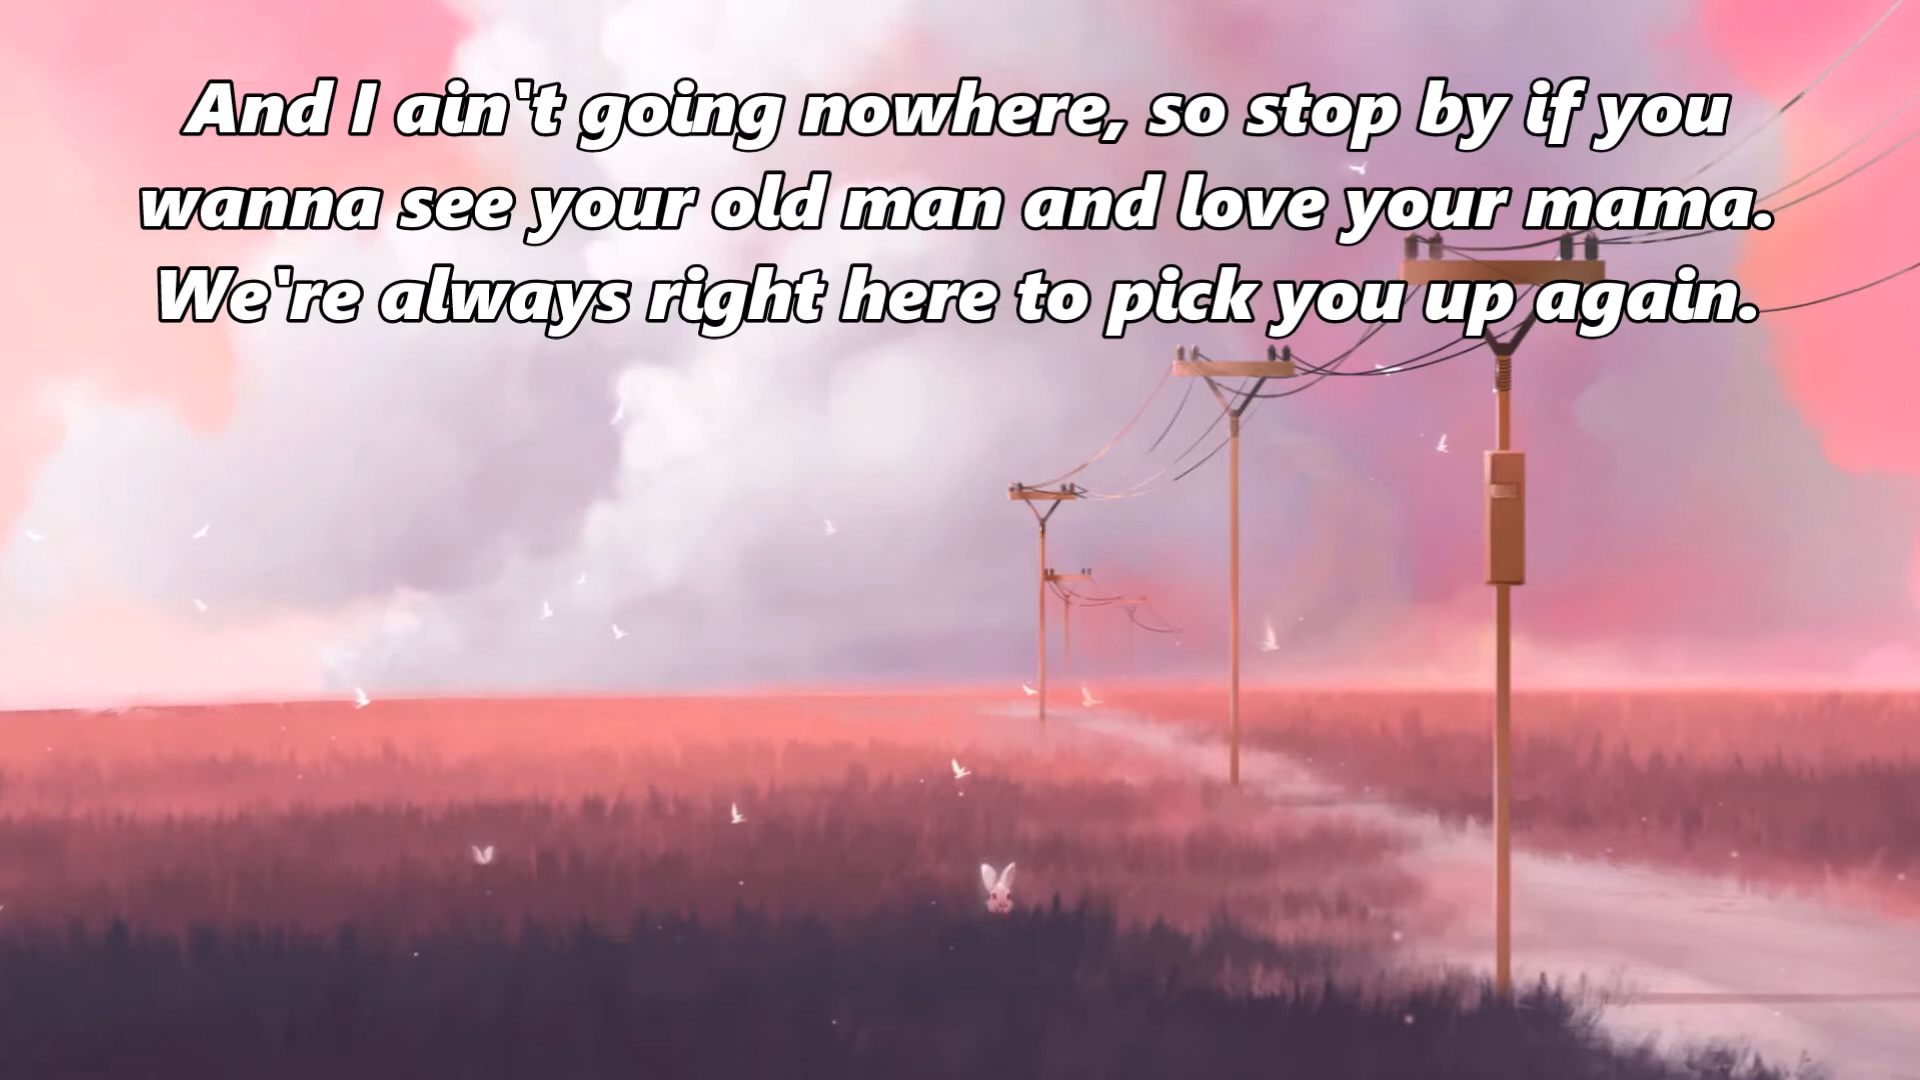 And I ain't going nowhere, so stop by if you
wanna see your old man and love your mama.
We're always right here to pick you up again.